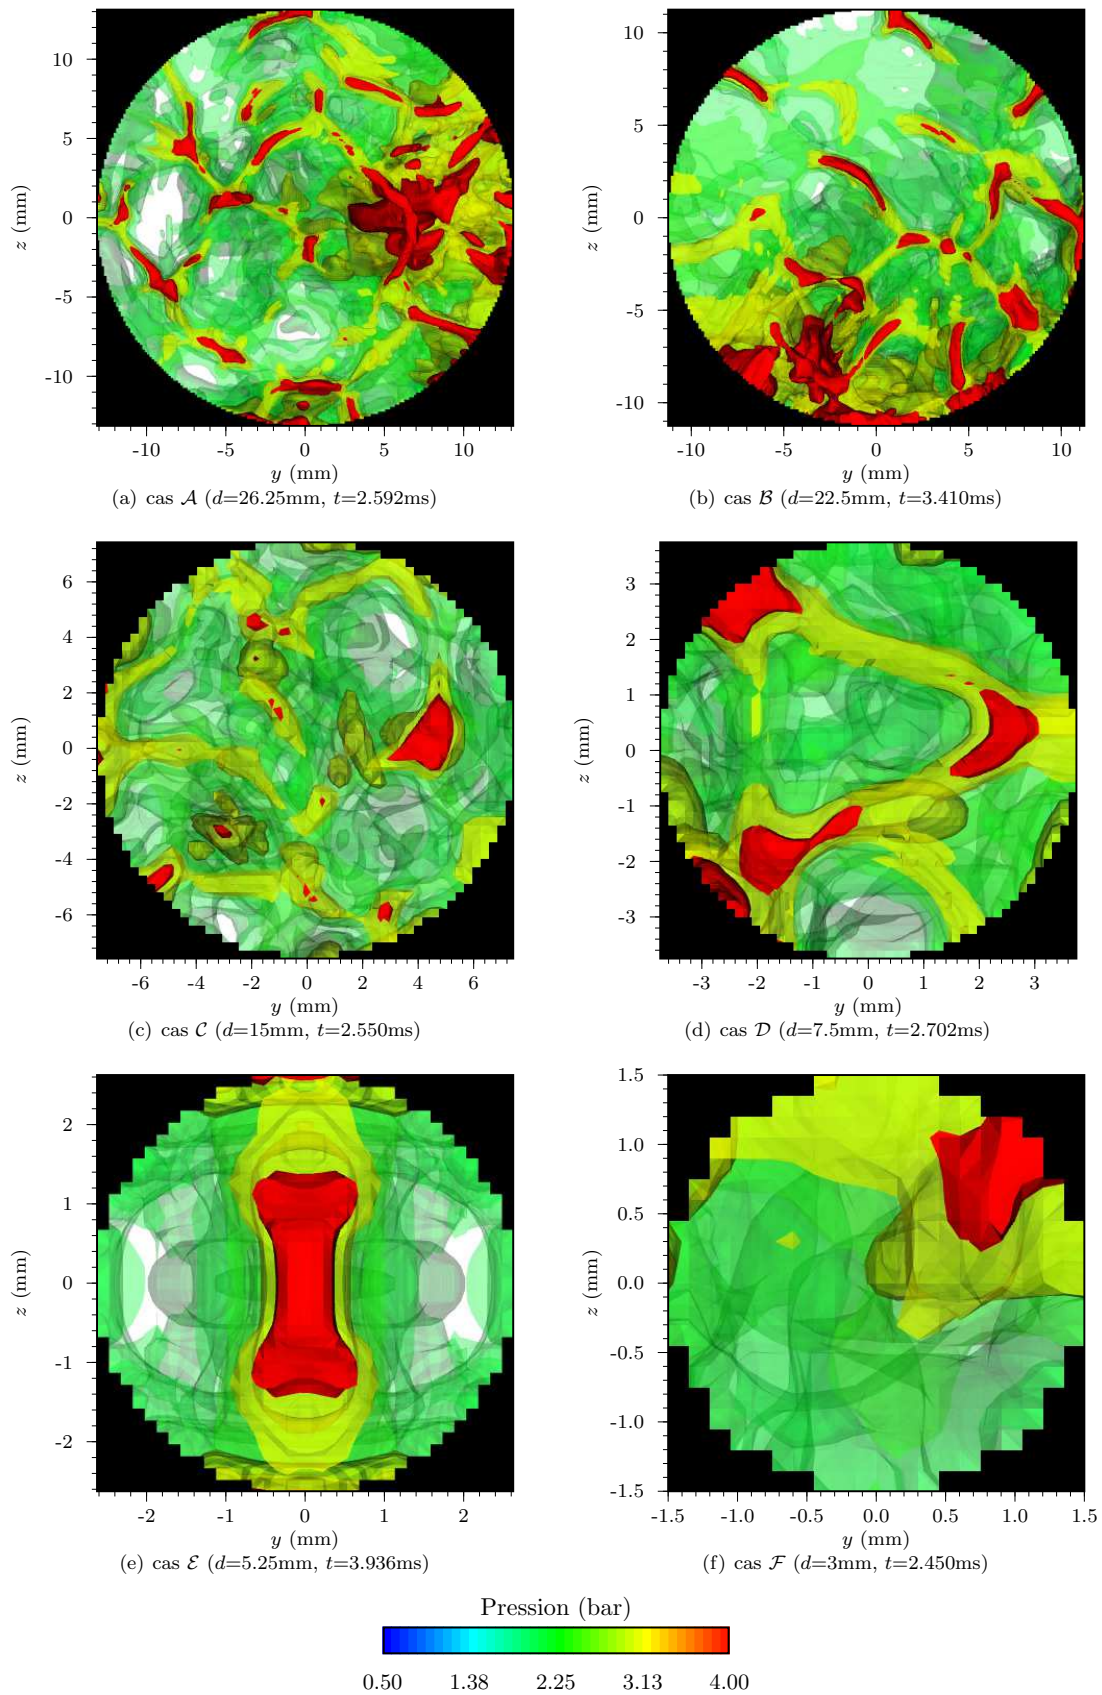 10
5
0
-5
-10
z (mm)
-10 -5 0 5 10
y (mm)
(a) cas 𝒜 (d=26.25mm, t=2.592ms)
10
5
0
-5
-10
z (mm)
-10 -5 0 5 10
y (mm)
(b) cas ℬ (d=22.5mm, t=3.410ms)
6
4
2
0
-2
-4
-6
z (mm)
-6 -4 -2 0 2 4 6
y (mm)
(c) cas 𝒞 (d=15mm, t=2.550ms)
3
2
1
0
-1
-2
-3
z (mm)
-3 -2 -1 0 1 2 3
y (mm)
(d) cas 𝒟 (d=7.5mm, t=2.702ms)
2
1
0
-1
-2
z (mm)
-2 -1 0 1 2
y (mm)
(e) cas ℰ (d=5.25mm, t=3.936ms)
1.5
1.0
0.5
0.0
-0.5
-1.0
-1.5
z (mm)
-1.5 -1.0 -0.5 0.0 0.5 1.0 1.5
y (mm)
(f) cas ℱ (d=3mm, t=2.450ms)
Pression (bar)
0.50 1.38 2.25 3.13 4.00